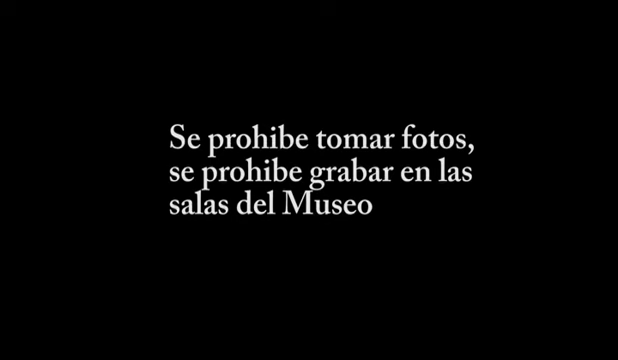 Se prohibe tomar fotos,
se prohibe grabar en las
salas del Museo